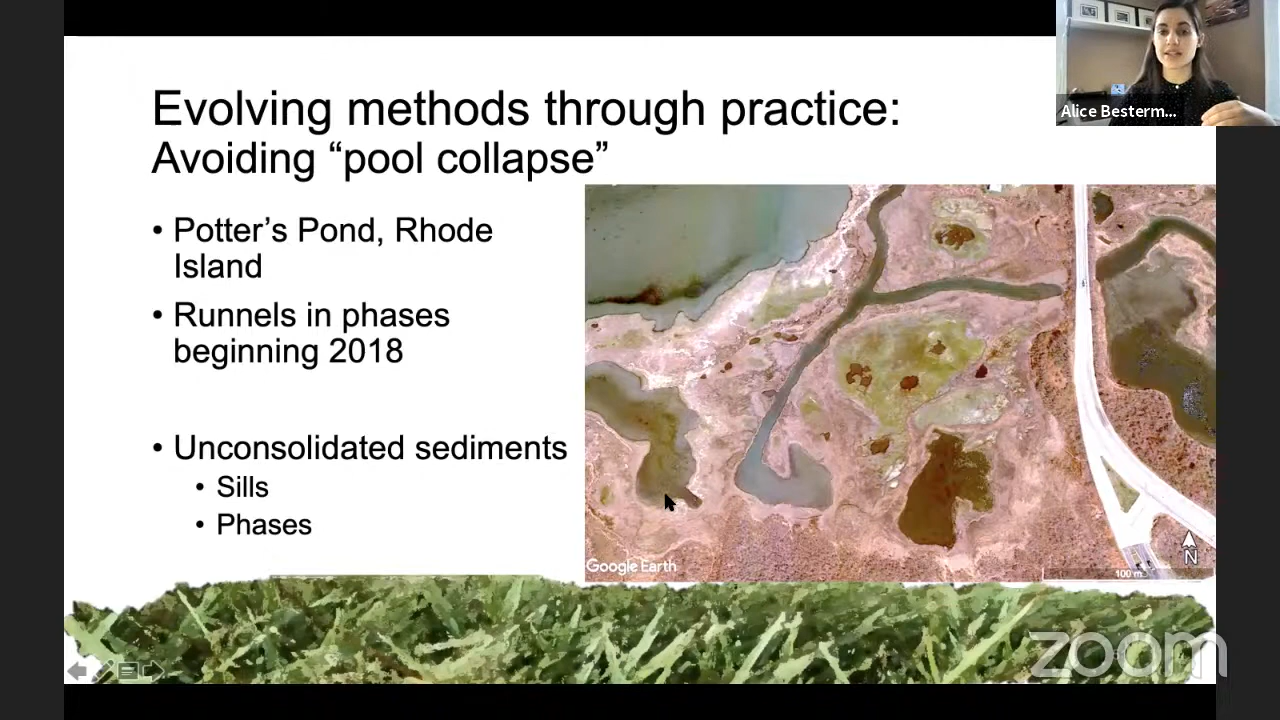 Alice Besterm...
Evolving methods through practice:
Avoiding “pool collapse”
• Potter’s Pond, Rhode
Island
• Runnels in phases
beginning 2018
• Unconsolidated sediments
• Sills
• Phases
Google Earth
N
100 m
zoom